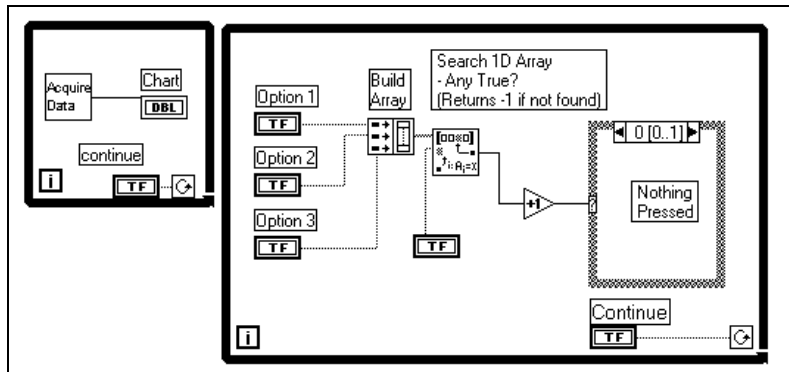 Acquire
Data
Chart
DBL
continue
TF
i
Option 1
TF
Option 2
TF
Option 3
TF
Build
Array
Search 1D Array
- Any True?
(Returns -1 if not found)
i:Ai=X
TF
+1
?
0 [0..1]
Nothing
Pressed
Continue
TF
i